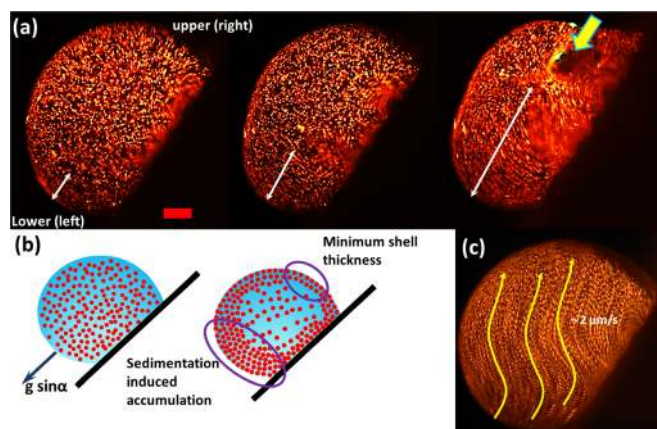 (a)
upper (right)
Lower (left)
(b)
Minimum shell
thickness
Sedimentation
induced
accumulation
g sinα
(c)
~2 µm/s